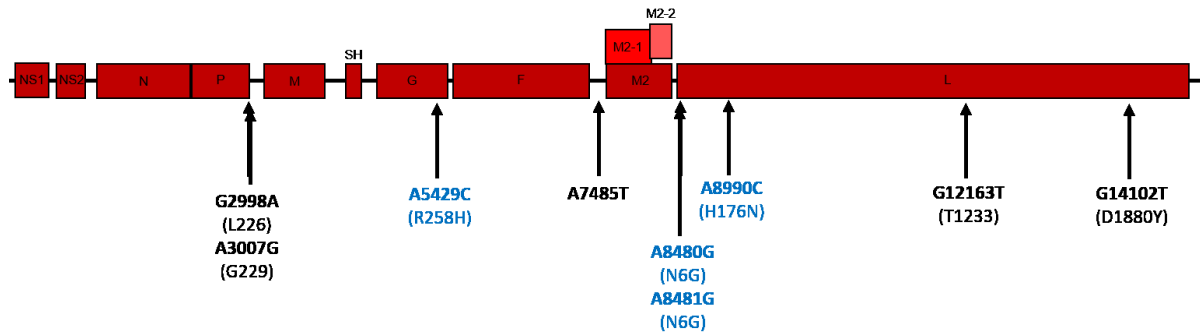 M2-2
SH
M2-1
NS1 NS2 N P M G F M2 L
G2998A
(L226)
A3007G
(G229)
A5429C
(R258H)
A7485T
A8480G
(N6G)
A8481G
(N6G)
A8990C
(H176N)
G12163T
(T1233)
G14102T
(D1880Y)